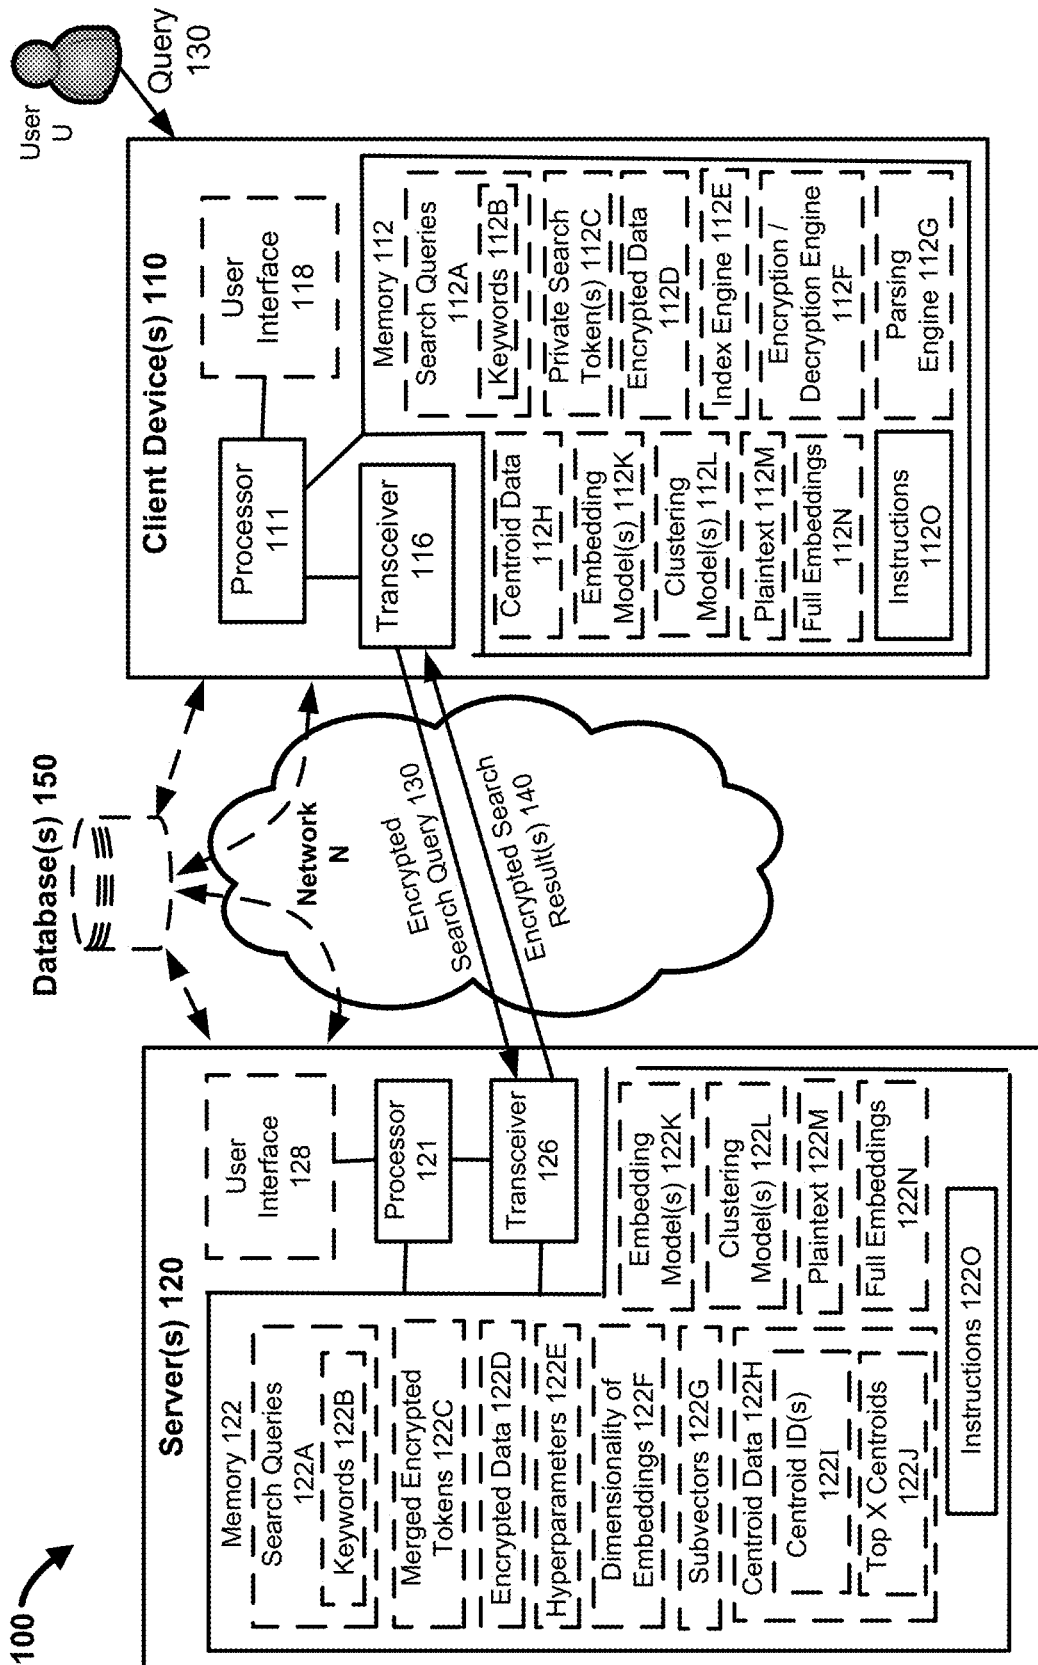 100
Server(s) 120
Memory 122
Search Queries
122A
Keywords 122B
Merged Encrypted
Tokens 122C
Encrypted Data 122D
Hyperparameters 122E
Dimensionality of
Embeddings 122F
Subvectors 122G
Centroid Data 122H
Centroid ID(s)
122I
Top X Centroids
122J
User
Interface
128
Processor
121
Transceiver
126
Embedding
Model(s) 122K
Clustering
Model(s) 122L
Plaintext 122M
Full Embeddings
122N
Instructions 122O
Database(s) 150
Network
N
Encrypted
Search Query 130
Encrypted Search
Result(s) 140
Client Device(s) 110
Processor
111
User
Interface
118
Transceiver
116
Centroid Data
112H
Embedding
Model(s) 112K
Clustering
Model(s) 112L
Plaintext 112M
Full Embeddings
112N
Instructions
112O
Memory 112
Search Queries
112A
Keywords 112B
Private Search
Token(s) 112C
Encrypted Data
112D
Index Engine 112E
Encryption /
Decryption Engine
112F
Parsing
Engine 112G
User
U
Query
130